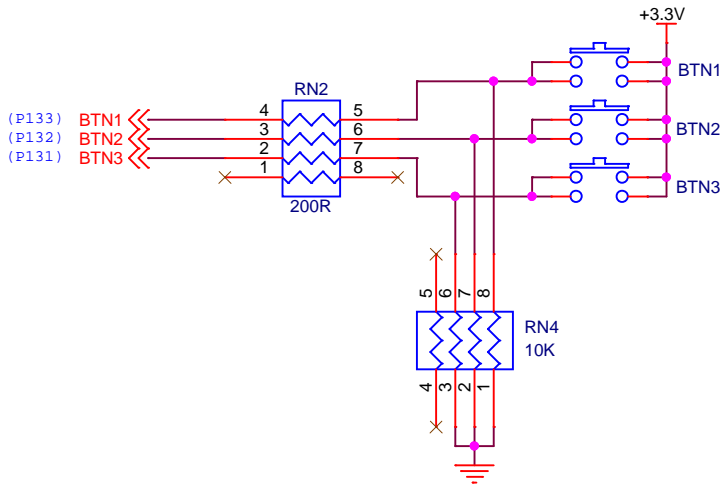 +3.3V
BTN1
RN2
(P133) BTN1 4 5
(P132) BTN2 3 6
BTN2
(P131) BTN3 2 7
1 8
BTN3
200R
5 6 7 8
RN4
10K
4 3 2 1